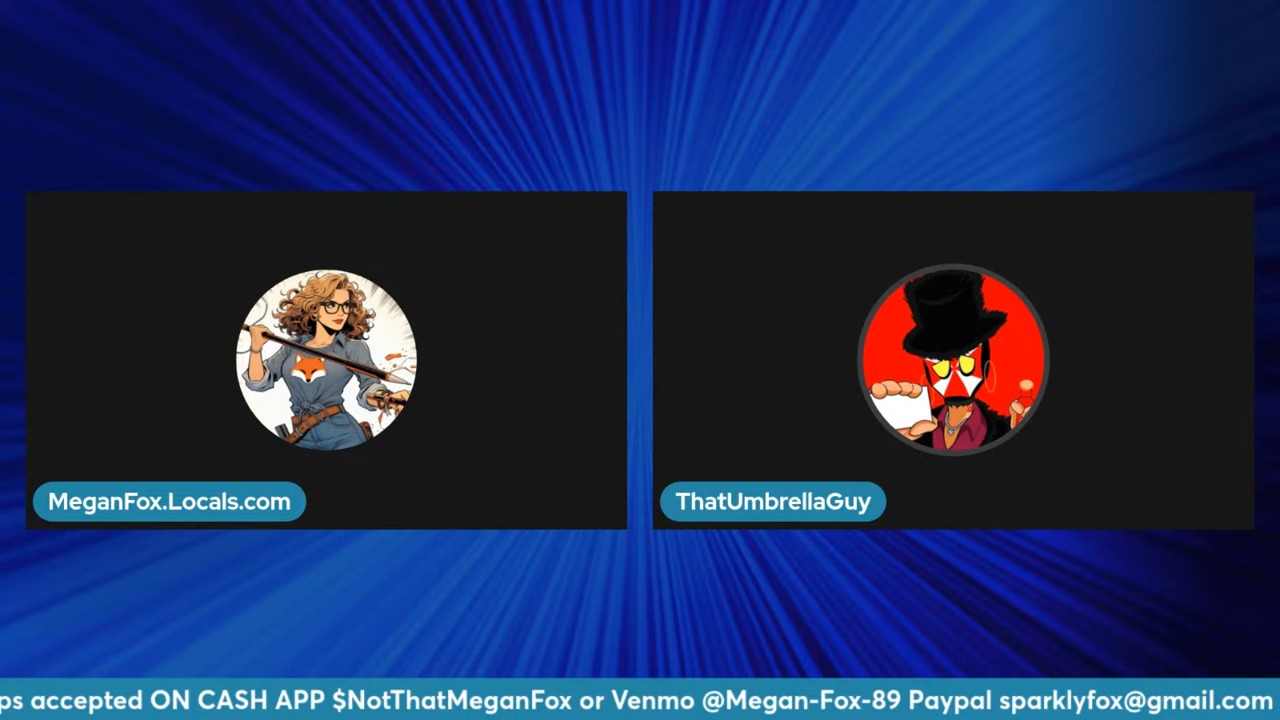 MeganFox.Locals.com
ThatUmbrellaGuy
ps accepted ON CASH APP $NotThatMeganFox or Venmo @Megan-Fox-89 Paypal sparklyfox@gmail.com